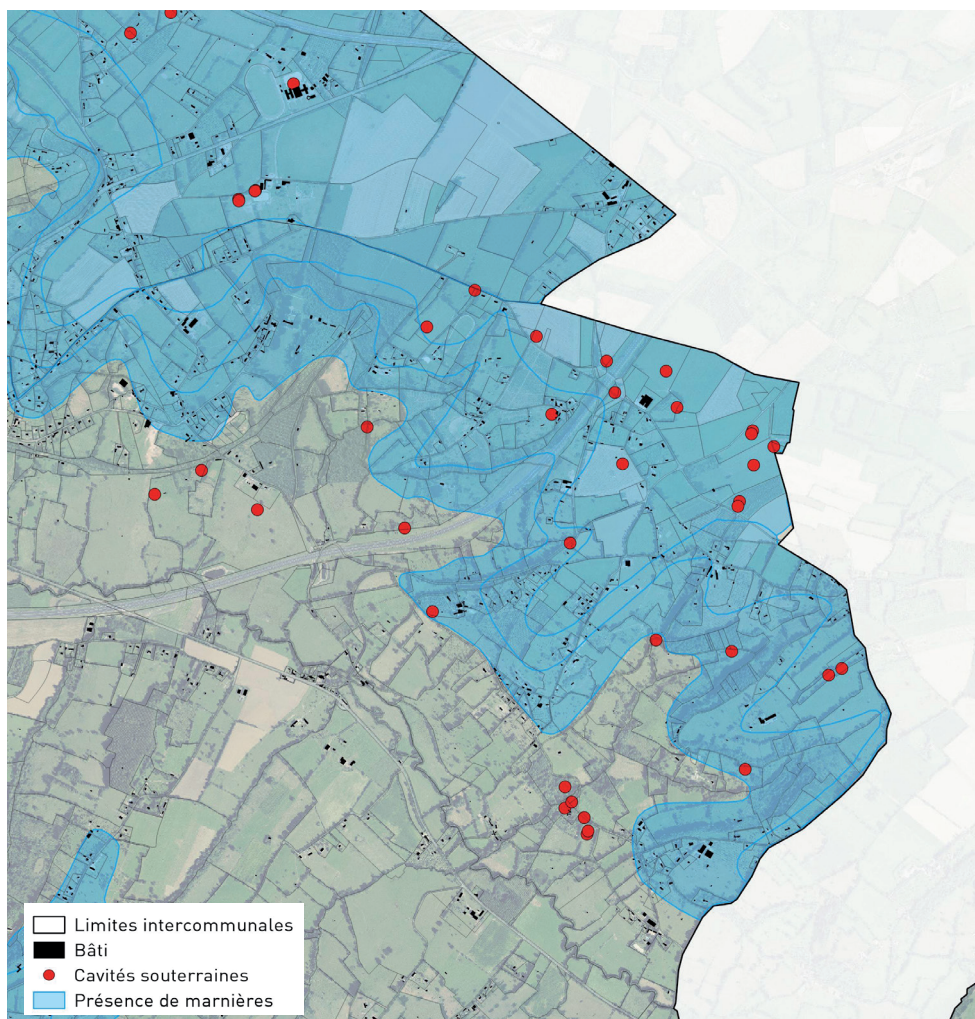 Limites intercommunales
Bâti
Cavités souterraines
Présence de marnières